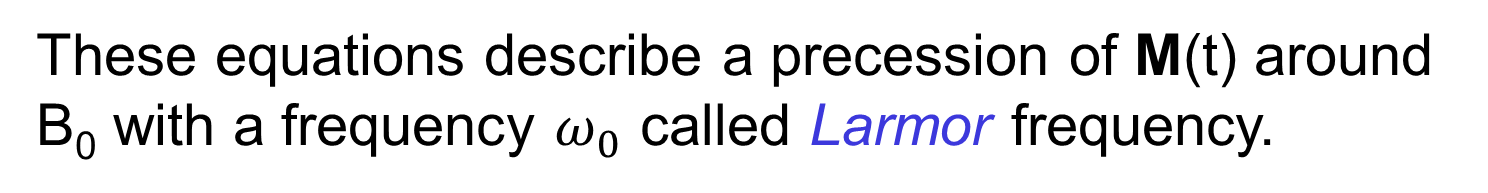 These equations describe a precession of M(t) around
B₀ with a frequency ω₀ called Larmor frequency.